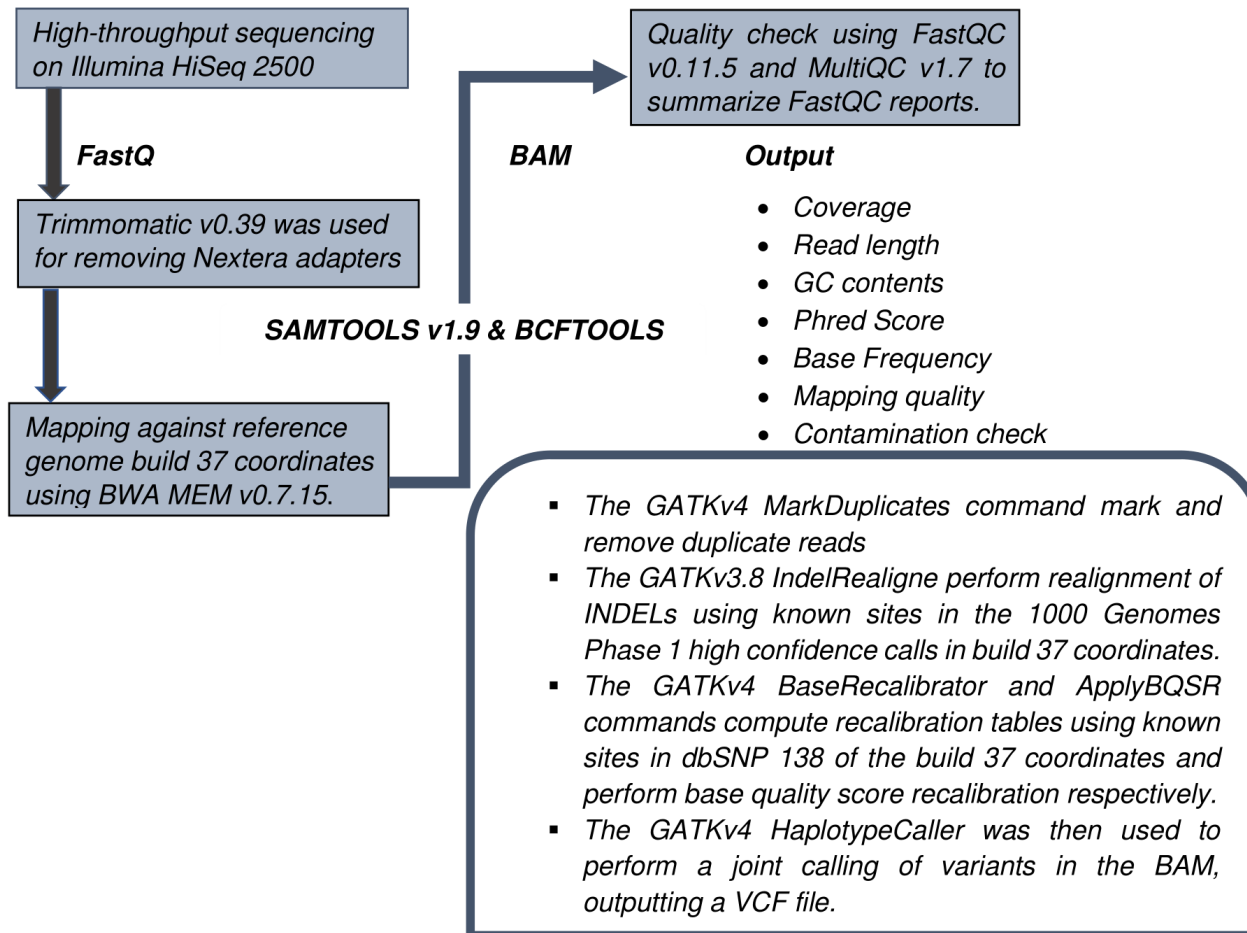 High-throughput sequencing
on Illumina HiSeq 2500
FastQ
Trimmomatic v0.39 was used
for removing Nextera adapters
Mapping against reference
genome build 37 coordinates
using BWA MEM v0.7.15.
SAMTOOLS v1.9 & BCFTOOLS
BAM
Quality check using FastQC
v0.11.5 and MultiQC v1.7 to
summarize FastQC reports.
Output
• Coverage
• Read length
• GC contents
• Phred Score
• Base Frequency
• Mapping quality
• Contamination check
▪ The GATKv4 MarkDuplicates command mark and
remove duplicate reads
▪ The GATKv3.8 IndelRealigne perform realignment of
INDELs using known sites in the 1000 Genomes
Phase 1 high confidence calls in build 37 coordinates.
▪ The GATKv4 BaseRecalibrator and ApplyBQSR
commands compute recalibration tables using known
sites in dbSNP 138 of the build 37 coordinates and
perform base quality score recalibration respectively.
▪ The GATKv4 HaplotypeCaller was then used to
perform a joint calling of variants in the BAM,
outputting a VCF file.